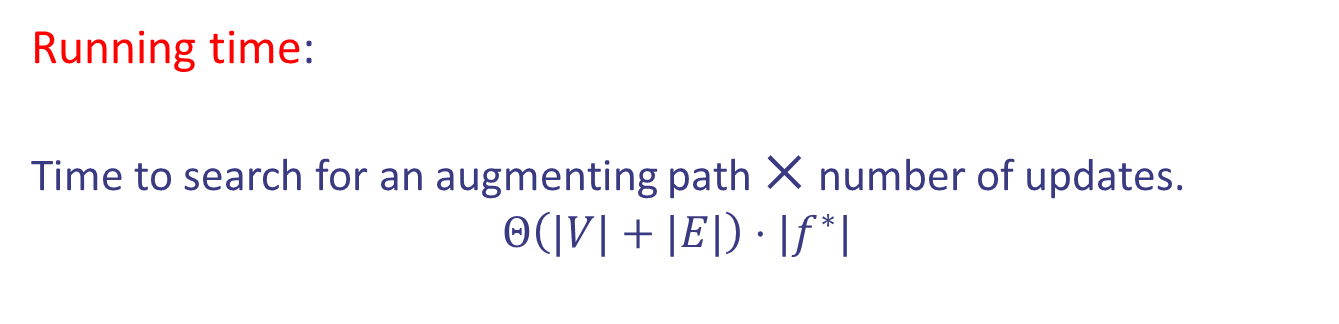 Running time:
Time to search for an augmenting path × number of updates.
Θ(|V| + |E|) · |f*|